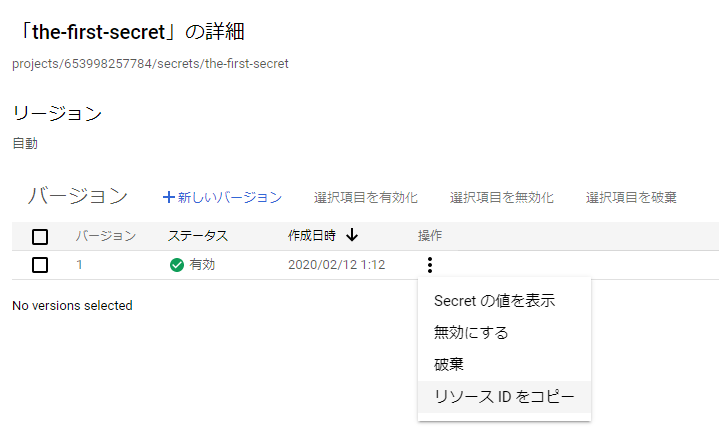 「the-first-secret」の詳細
projects/653998257784/secrets/the-first-secret
リージョン
自動
バージョン 新しいバージョン 選択項目を有効化 選択項目を無効化 選択項目を破棄
バージョン ステータス 作成日時 操作
1 有効 2020/02/12 1:12
No versions selected
Secret の値を表示
無効にする
破棄
リソース ID をコピー